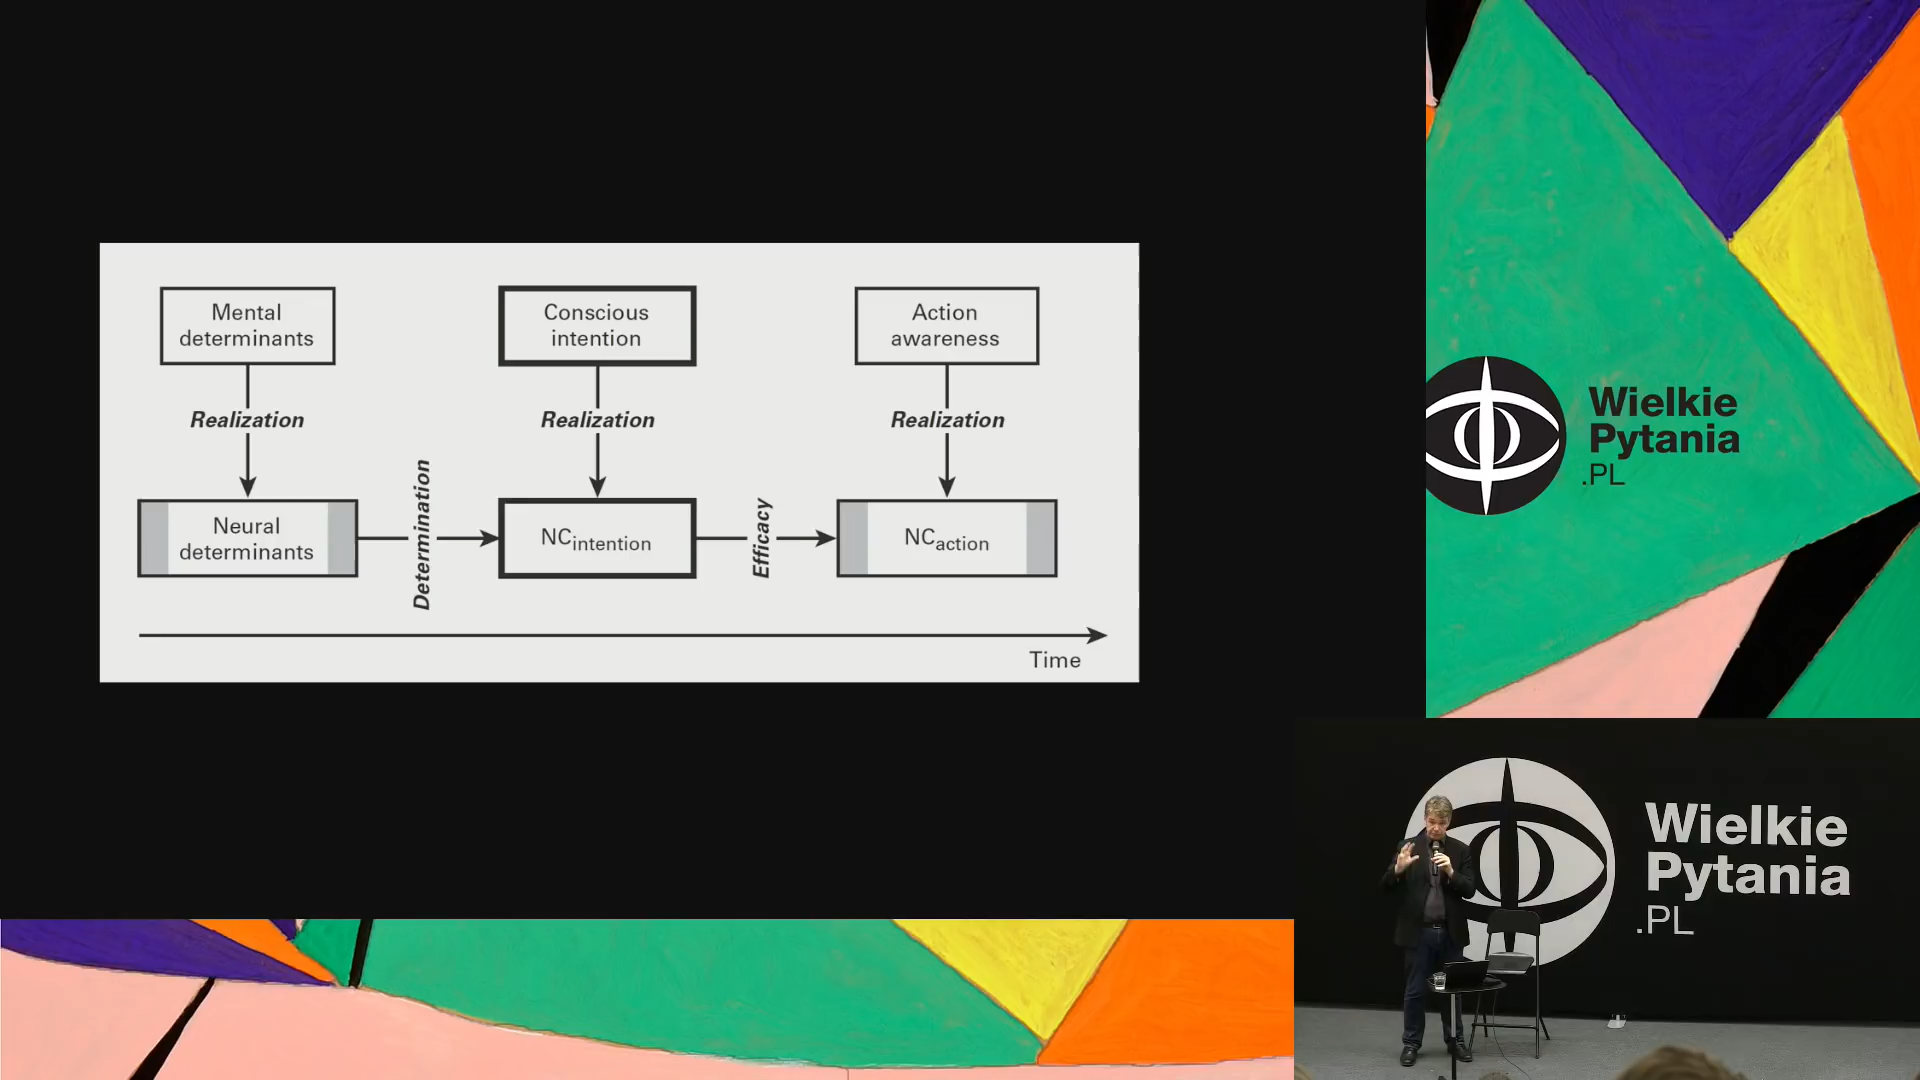 Mental
determinants
Conscious
intention
Action
awareness
Realization
Realization
Realization
Neural
determinants
Determination
NCintention
Efficacy
NCaction
Time
Wielkie
Pytania
.PL
Wielkie
Pytania
.PL